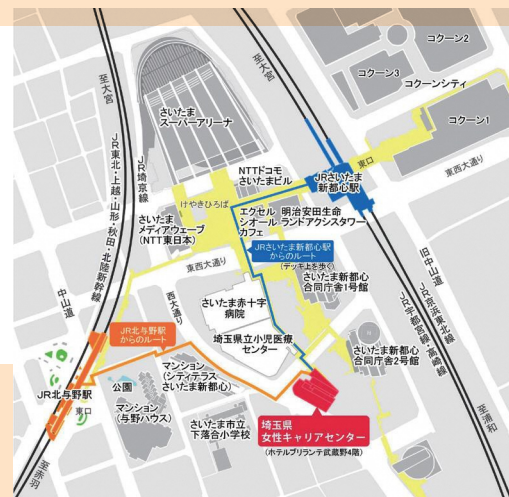 コクーン2
コクーン3
コクーンシティ
コクーン1
至大宮
至大宮
さいたま
スーパーアリーナ
JR東北・上越・山形・秋田・北陸新幹線
JR埼京線
NTTドコモ
さいたまビル
JRさいたま
新都心駅
東口
東西大通り
けやきひろば
さいたま
メディアウェーブ
(NTT東日本)
エクセル
シオール
カフェ
明治安田生命
ランドアクシスタワー
JRさいたま新都心駅
からのルート
(デッキ上を歩く)
東西大通り
さいたま新都心
合同庁舎1号館
旧中山道
中山道
西大通り
さいたま赤十字
病院
JR京浜東北線
JR宇都宮線・高崎線
JR北与野駅
からのルート
埼玉県立小児医療
センター
さいたま新都心
合同庁舎2号館
マンション
(シティテラス
さいたま新都心)
公園
JR北与野駅
東口
マンション
(与野ハウス)
さいたま市立
下落合小学校
埼玉県
女性キャリアセンター
(ホテルブリランテ武蔵野4階)
至浦和
至赤羽